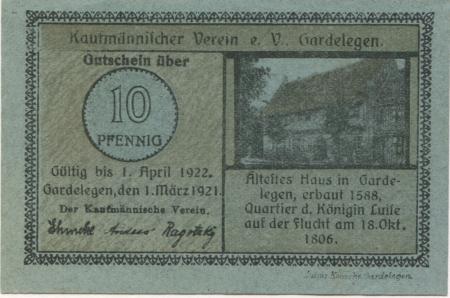 Kaufmännischer Verein e. V., Gardelegen.
Gutschein über
10
PFENNIG
Gültig bis 1. April 1922.
Gardelegen, den 1. März 1921.
Der Kaufmännische Verein.
Ältestes Haus in Garde-
legen, erbaut 1588,
Quartier d. Königin Luise
auf der Flucht am 18. Okt.
1806.
Gardelegen.